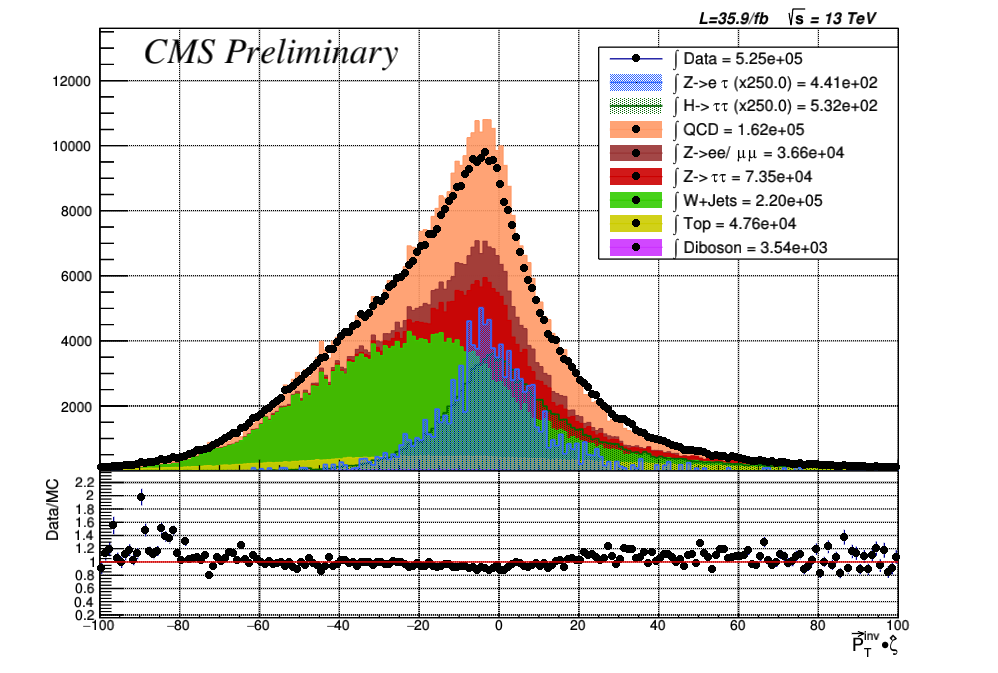 L=35.9/fb √s = 13 TeV
CMS Preliminary
∫ Data = 5.25e+05
∫ Z->e τ (x250.0) = 4.41e+02
∫ H-> ττ (x250.0) = 5.32e+02
∫ QCD = 1.62e+05
∫ Z->ee/ μμ = 3.66e+04
∫ Z-> ττ = 7.35e+04
∫ W+Jets = 2.20e+05
∫ Top = 4.76e+04
∫ Diboson = 3.54e+03
12000
10000
8000
6000
4000
2000
Data/MC
2.2
2
1.8
1.6
1.4
1.2
1
0.8
0.6
0.4
0.2
−100 −80 −60 −40 −20 0 20 40 60 80 100
P⃗_T^inv •ζ̂